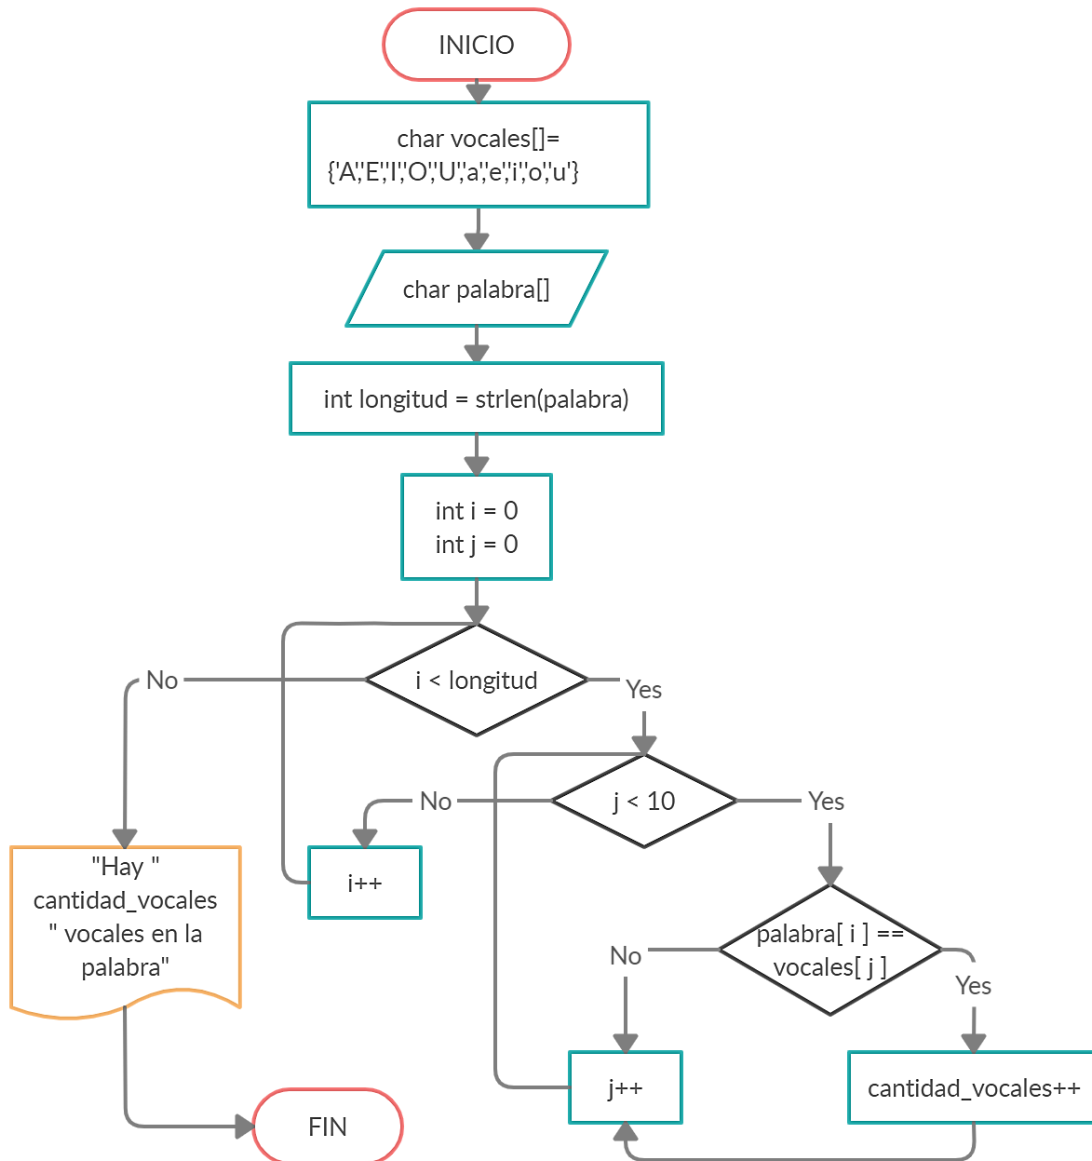 INICIO
char vocales[]=
{'A','E','I','O','U','a','e','i','o','u'}
char palabra[]
int longitud = strlen(palabra)
int i = 0
int j = 0
i < longitud
No
Yes
j < 10
No
Yes
"Hay "
cantidad_vocales
" vocales en la
palabra"
i++
palabra[ i ] ==
vocales[ j ]
No
Yes
j++
cantidad_vocales++
FIN